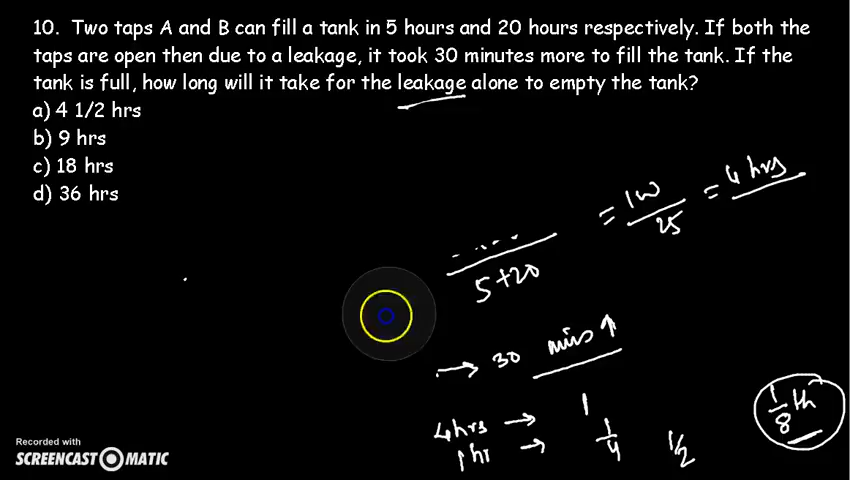 10. Two taps A and B can fill a tank in 5 hours and 20 hours respectively. If both the
taps are open then due to a leakage, it took 30 minutes more to fill the tank. If the
tank is full, how long will it take for the leakage alone to empty the tank?
a) 4 1/2 hrs
b) 9 hrs
c) 18 hrs
d) 36 hrs
5+20
= 100/25 = 4 hrs
→ 30 mins ↑
4hrs → 1
1 hr → 1/4 1/2
1/8 th
Recorded with
SCREENCAST MATIC